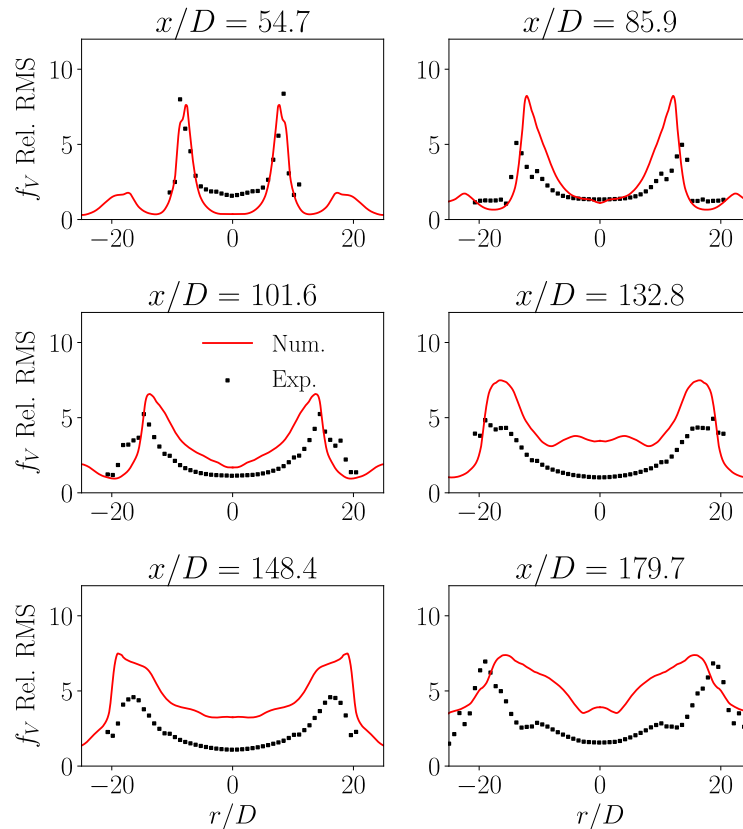 x/D = 54.7
x/D = 85.9
f_V Rel. RMS
10
5
0
−20
0
20
10
5
0
−20
0
20
x/D = 101.6
x/D = 132.8
f_V Rel. RMS
10
5
0
Num.
Exp.
−20
0
20
10
5
0
−20
0
20
x/D = 148.4
x/D = 179.7
f_V Rel. RMS
10
5
0
−20
0
20
r/D
10
5
0
−20
0
20
r/D